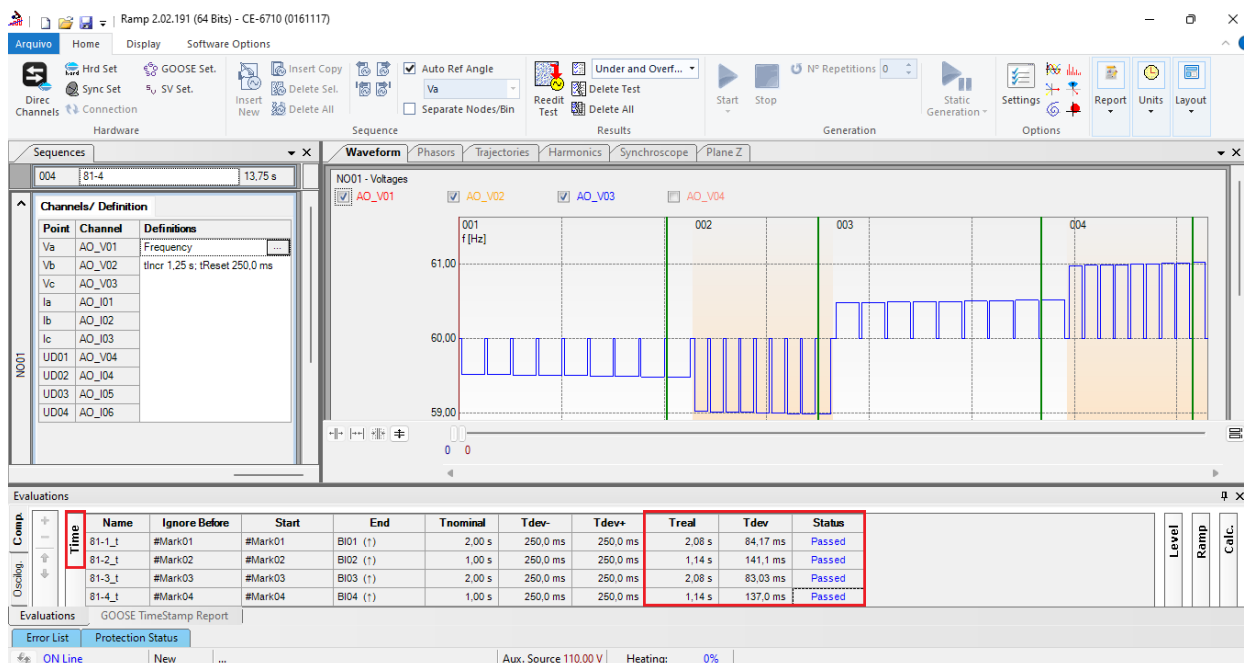 Ramp 2.02.191 (64 Bits) - CE-6710 (0161117)
Arquivo Home Display Software Options
Direc Channels
Hrd Set
Sync Set
Connection
GOOSE Set.
SV Set.
Hardware
Insert New
Insert Copy
Delete Sel.
Delete All
Auto Ref Angle
Va
Separate Nodes/Bin
Sequence
Reedit Test
Under and Overf...
Delete Test
Delete All
Results
Start Stop
Nº Repetitions 0
Static Generation
Generation
Settings
Options
Report Units Layout
Sequences
004 81-4 13,75 s
NO01
Channels/ Definition
Point Channel Definitions
Va AO_V01 Frequency ...
Vb AO_V02 tIncr 1,25 s; tReset 250,0 ms
Vc AO_V03
Ia AO_I01
Ib AO_I02
Ic AO_I03
UD01 AO_V04
UD02 AO_I04
UD03 AO_I05
UD04 AO_I06
Waveform Phasors Trajectories Harmonics Synchroscope Plane Z
NO01 - Voltages
AO_V01 AO_V02 AO_V03 AO_V04
001 002 003 004
f [Hz]
61,00
60,00
59,00
0 0
Evaluations
Comp.
Oscilog.
Time
Name Ignore Before Start End Tnominal Tdev- Tdev+ Treal Tdev Status
81-1_t #Mark01 #Mark01 BI01 (↑) 2,00 s 250,0 ms 250,0 ms 2,08 s 84,17 ms Passed
81-2_t #Mark02 #Mark02 BI02 (↑) 1,00 s 250,0 ms 250,0 ms 1,14 s 141,1 ms Passed
81-3_t #Mark03 #Mark03 BI03 (↑) 2,00 s 250,0 ms 250,0 ms 2,08 s 83,03 ms Passed
81-4_t #Mark04 #Mark04 BI04 (↑) 1,00 s 250,0 ms 250,0 ms 1,14 s 137,0 ms Passed
Level
Ramp
Calc.
Evaluations GOOSE TimeStamp Report
Error List Protection Status
ON Line New ... Aux. Source 110.00 V Heating: 0%